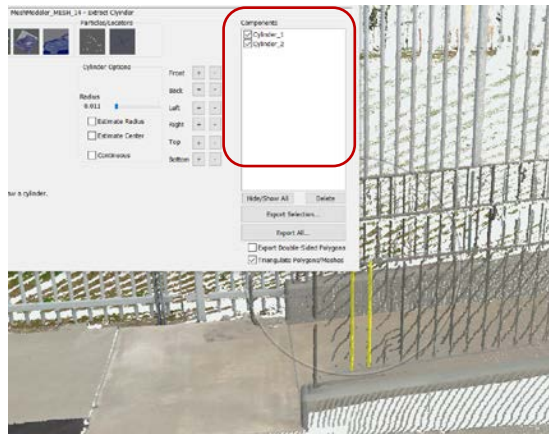 MeshModeler_MESH_14 - Extract Cylinder
Particles/Locators
Components
Cylinder_1
Cylinder_2
Cylinder Options
Radius
0.011
Estimate Radius
Estimate Center
Continuous
Front + -
Back + -
Left + -
Right + -
Top + -
Bottom + -
w a cylinder.
Hide/Show All Delete
Export Selection...
Export All...
Export Double-Sided Polygons
Triangulate Polygons/Meshes